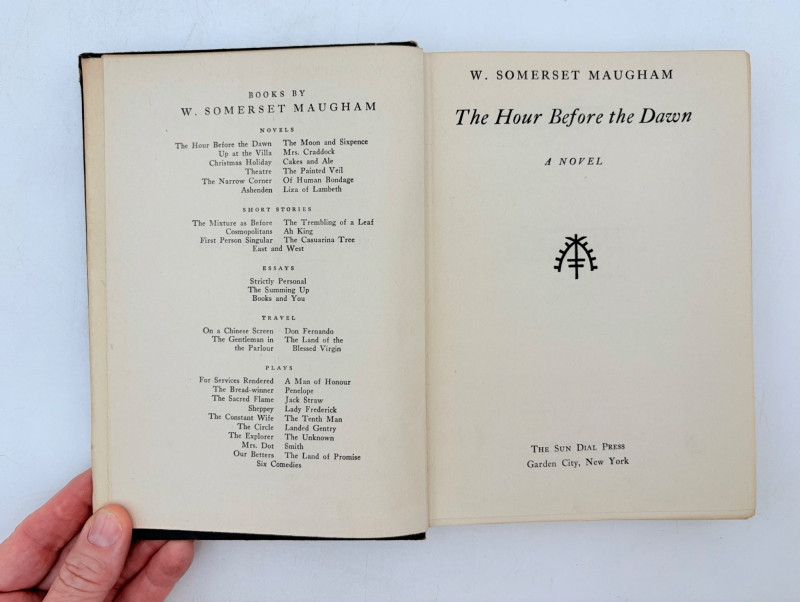 BOOKS BY
W. SOMERSET MAUGHAM
NOVELS
The Hour Before the Dawn The Moon and Sixpence
Up at the Villa Mrs. Craddock
Christmas Holiday Cakes and Ale
Theatre The Painted Veil
The Narrow Corner Of Human Bondage
Ashenden Liza of Lambeth
SHORT STORIES
The Mixture as Before The Trembling of a Leaf
Cosmopolitans Ah King
First Person Singular The Casuarina Tree
East and West
ESSAYS
Strictly Personal
The Summing Up
Books and You
TRAVEL
On a Chinese Screen Don Fernando
The Gentleman in The Land of the
the Parlour Blessed Virgin
PLAYS
For Services Rendered A Man of Honour
The Bread-winner Penelope
The Sacred Flame Jack Straw
Sheppey Lady Frederick
The Constant Wife The Tenth Man
The Circle Landed Gentry
The Explorer The Unknown
Mrs. Dot Smith
Our Betters The Land of Promise
Six Comedies
W. SOMERSET MAUGHAM
The Hour Before the Dawn
A NOVEL
THE SUN DIAL PRESS
Garden City, New York